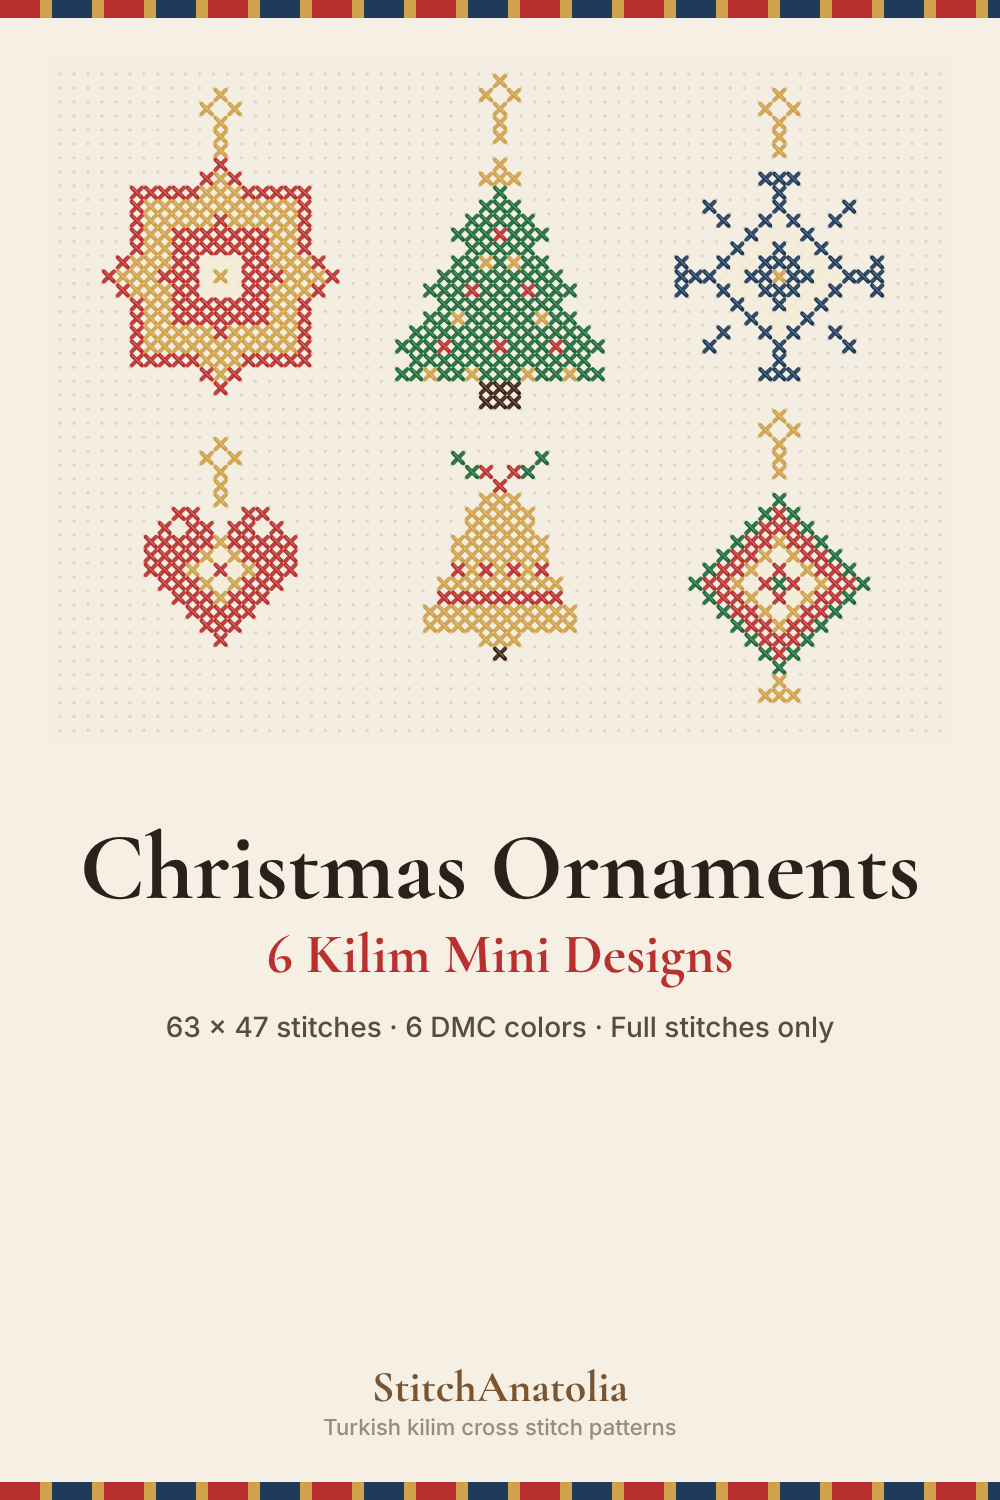 Christmas Ornaments
6 Kilim Mini Designs
63 × 47 stitches · 6 DMC colors · Full stitches only
StitchAnatolia
Turkish kilim cross stitch patterns